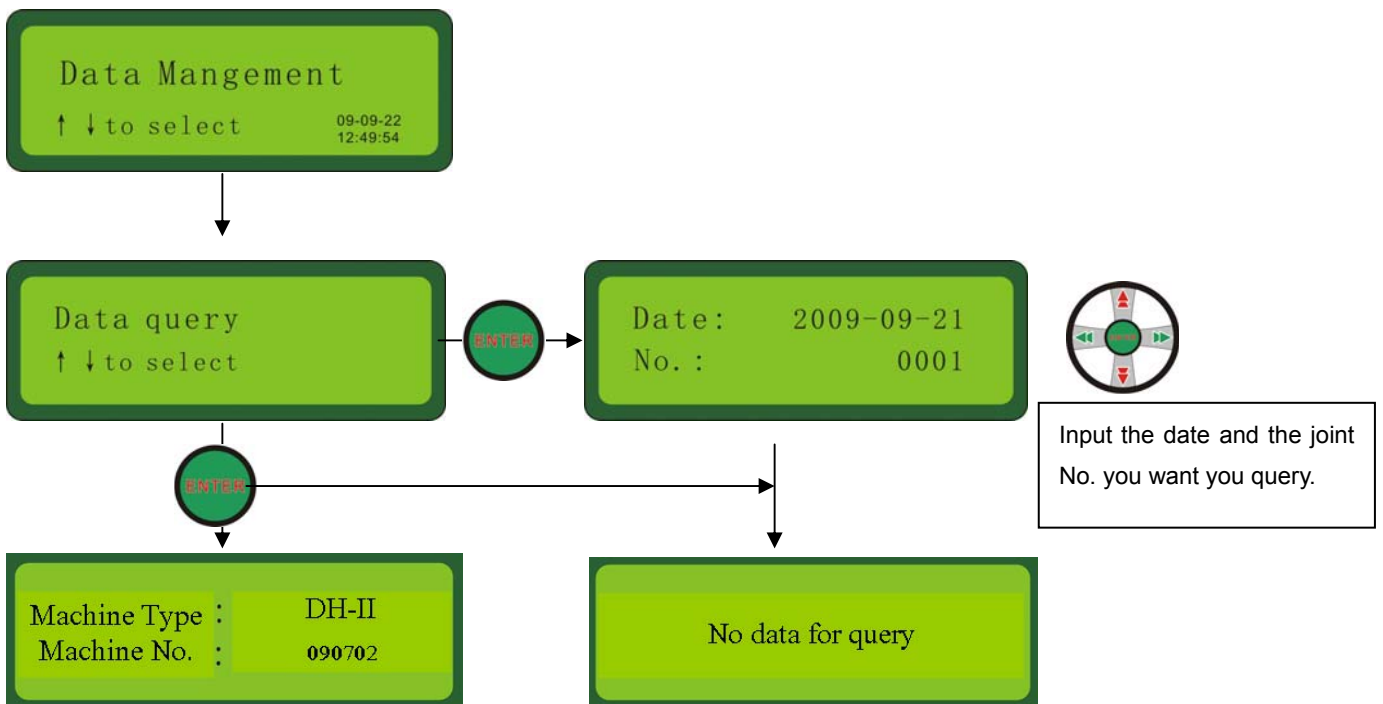 Data Mangement
↑ ↓ to select
09-09-22
12:49:54
Data query
↑ ↓ to select
ENTER
Date: 2009-09-21
No.: 0001
ENTER
Input the date and the joint
No. you want you query.
ENTER
Machine Type : DH-II
Machine No. : 090702
No data for query